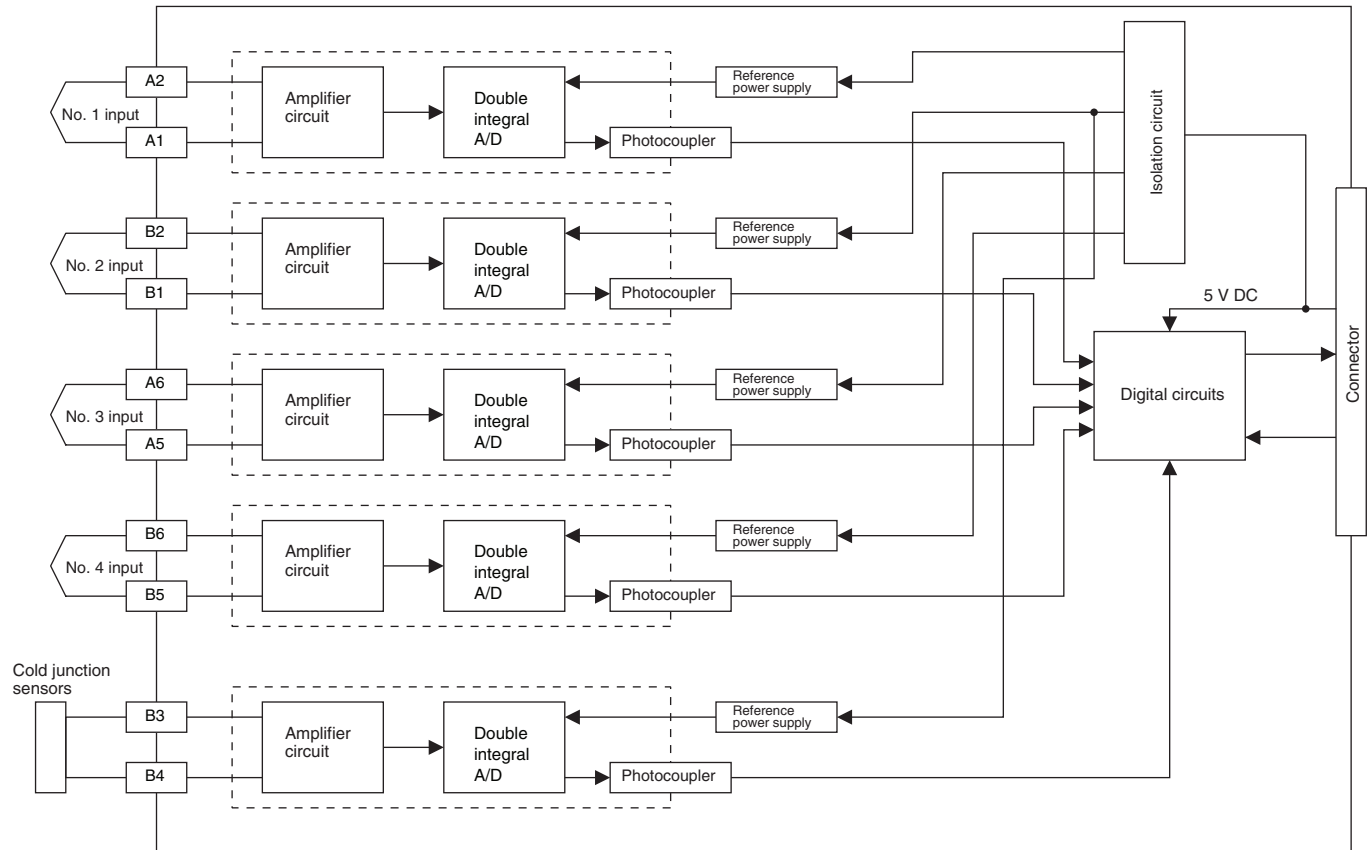 A2
No. 1 input
A1
Amplifier
circuit
Double
integral
A/D
Reference
power supply
Photocoupler
Isolation circuit
B2
No. 2 input
B1
Amplifier
circuit
Double
integral
A/D
Reference
power supply
Photocoupler
5 V DC
A6
No. 3 input
A5
Amplifier
circuit
Double
integral
A/D
Reference
power supply
Photocoupler
Digital circuits
Connector
B6
No. 4 input
B5
Amplifier
circuit
Double
integral
A/D
Reference
power supply
Photocoupler
Cold junction
sensors
B3
B4
Amplifier
circuit
Double
integral
A/D
Reference
power supply
Photocoupler